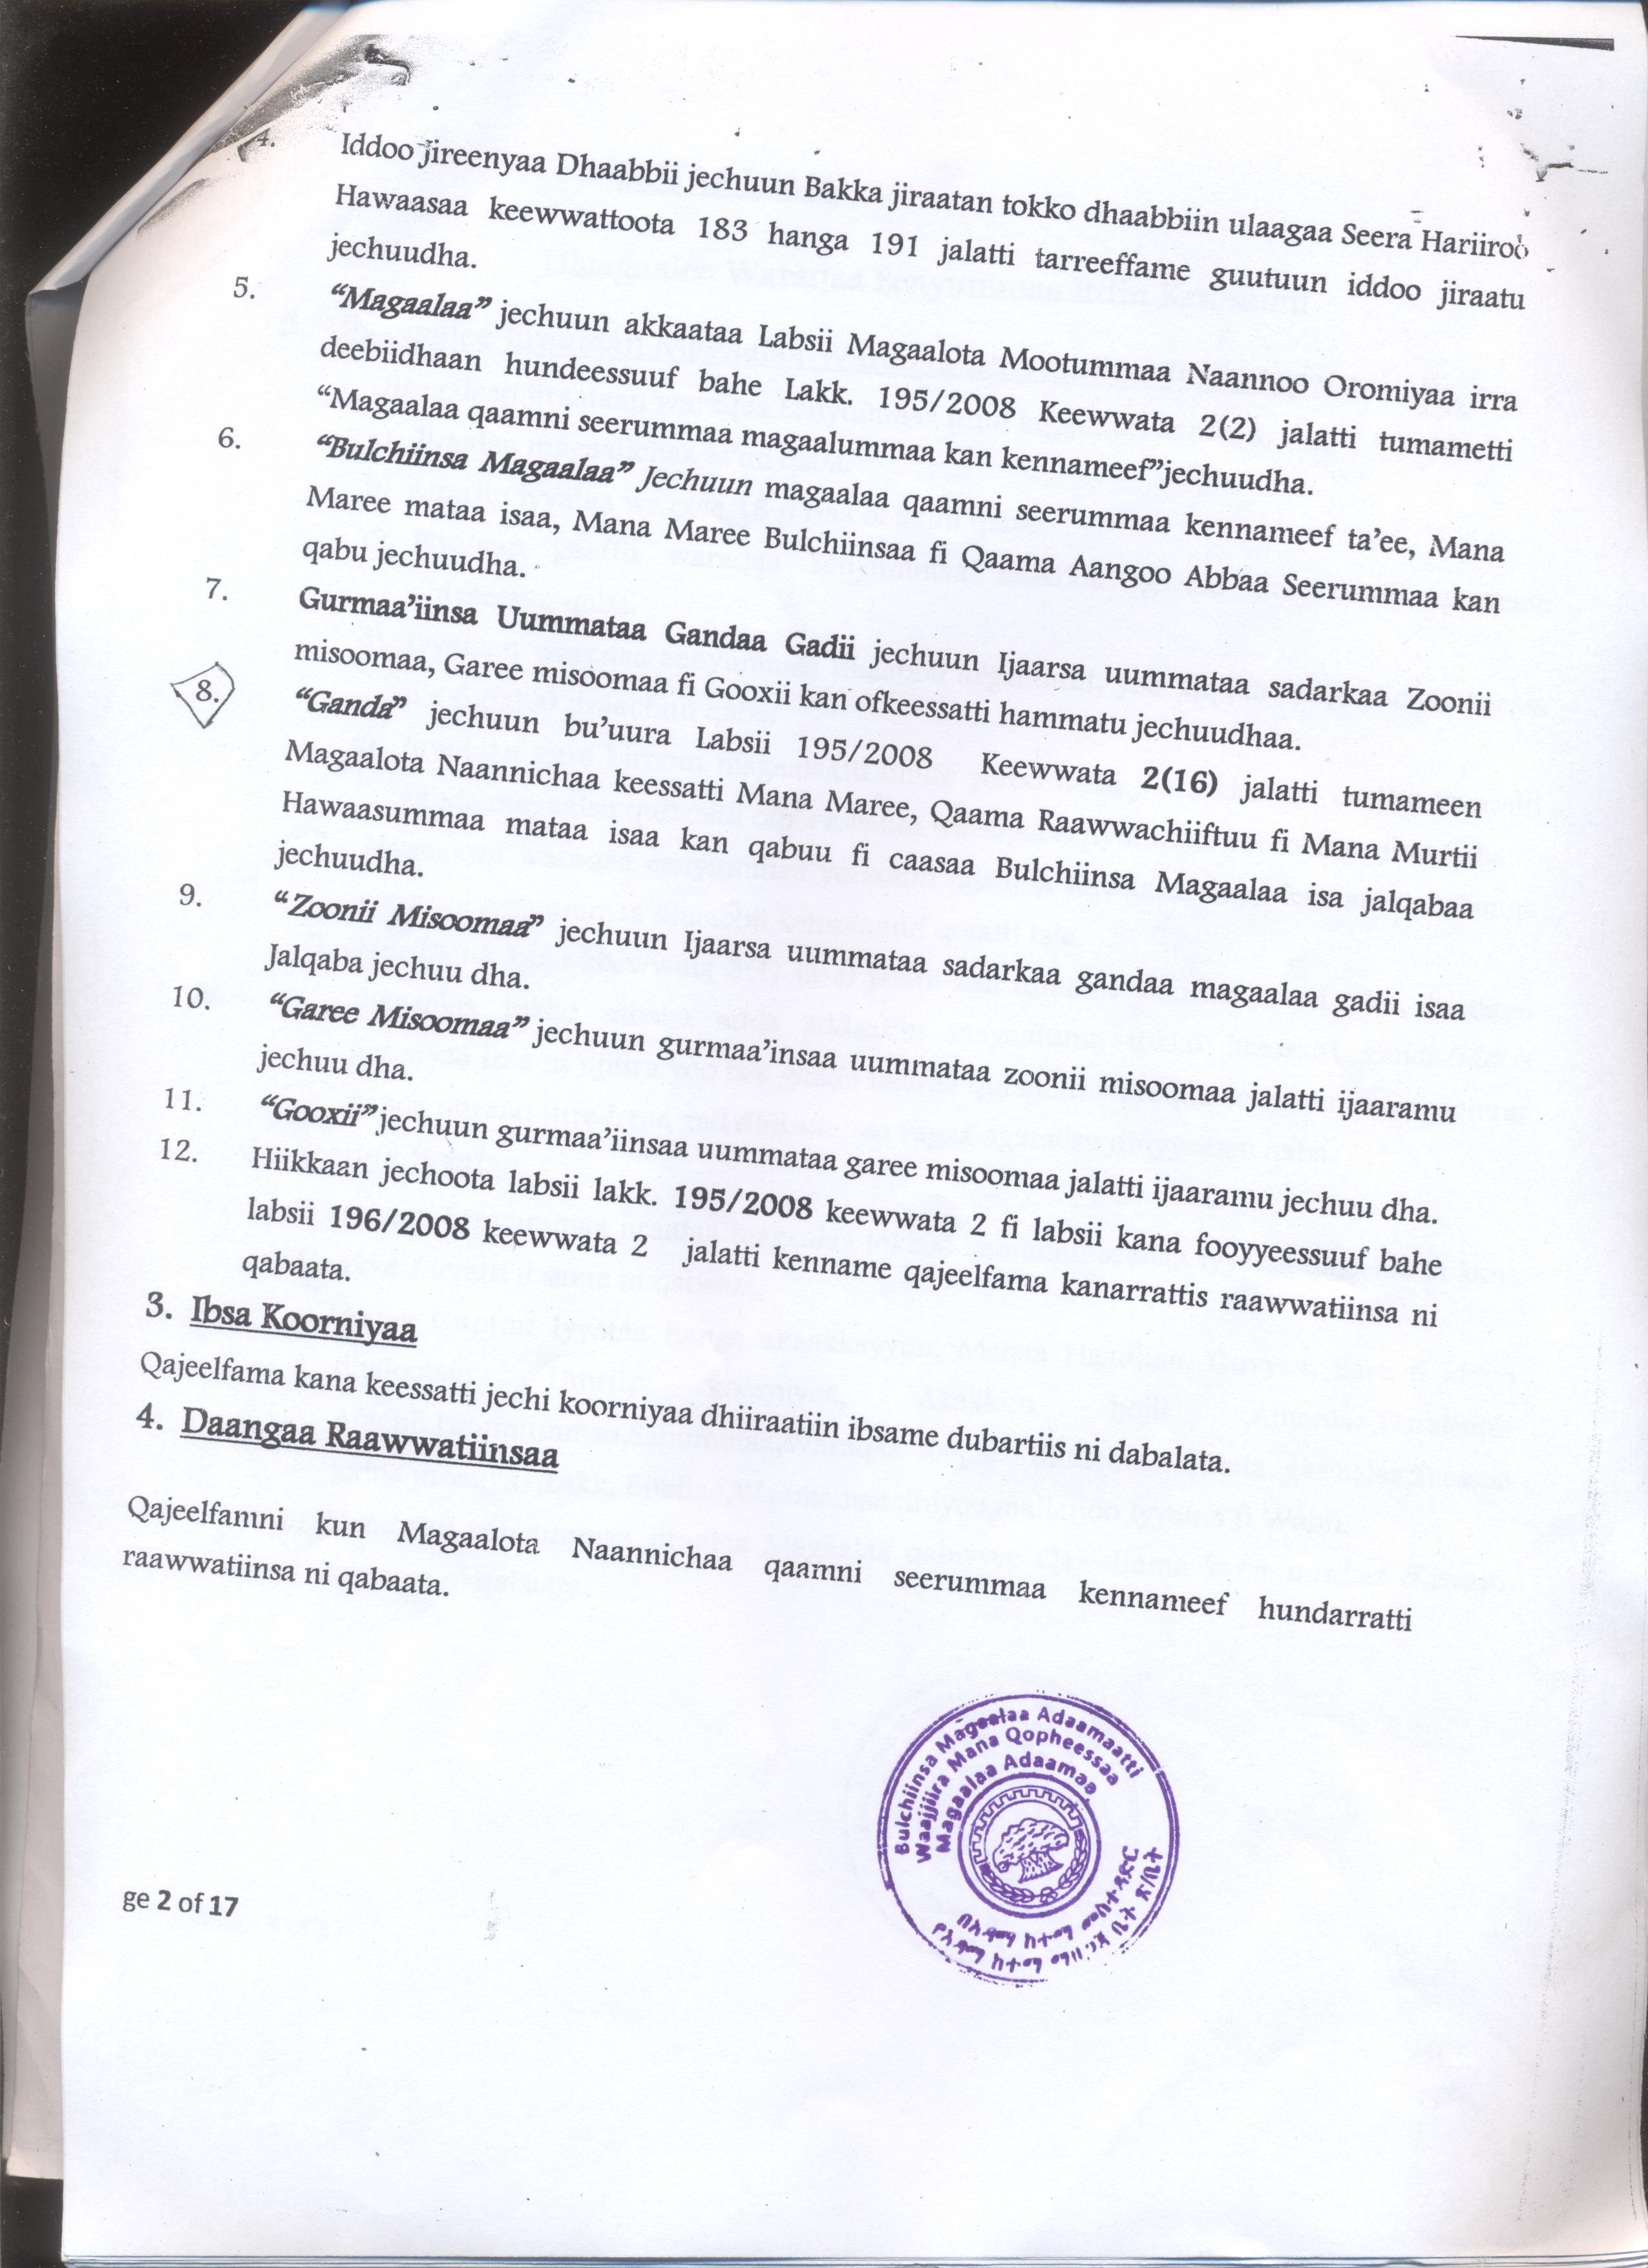 4. Iddoo jireenyaa Dhaabbii jechuun Bakka jiraatan tokko dhaabbiin ulaagaa Seera Hariiroo
Hawaasaa keewwattoota 183 hanga 191 jalatti tarreeffame guutuun iddoo jiraatu
jechuudha.
5. “Magaalaa” jechuun akkaataa Labsii Magaalota Mootummaa Naannoo Oromiyaa irra
deebiidhaan hundeessuuf bahe Lakk. 195/2008 Keewwata 2(2) jalatti tumametti
“Magaalaa qaamni seerummaa magaalummaa kan kennameef”jechuudha.
6. “Bulchiinsa Magaalaa” Jechuun magaalaa qaamni seerummaa kennameef ta’ee, Mana
Maree mataa isaa, Mana Maree Bulchiinsaa fi Qaama Aangoo Abbaa Seerummaa kan
qabu jechuudha.
7. Gurmaa’iinsa Uummataa Gandaa Gadii jechuun Ijaarsa uummataa sadarkaa Zoonii
misoomaa, Garee misoomaa fi Gooxii kan ofkeessatti hammatu jechuudhaa.
8. “Ganda” jechuun bu’uura Labsii 195/2008 Keewwata 2(16) jalatti tumameen
Magaalota Naannichaa keessatti Mana Maree, Qaama Raawwachiiftuu fi Mana Murtii
Hawaasummaa mataa isaa kan qabuu fi caasaa Bulchiinsa Magaalaa isa jalqabaa
jechuudha.
9. “Zoonii Misoomaa” jechuun Ijaarsa uummataa sadarkaa gandaa magaalaa gadii isaa
Jalqaba jechuu dha.
10. “Garee Misoomaa” jechuun gurmaa’insaa uummataa zoonii misoomaa jalatti ijaaramu
jechuu dha.
11. “Gooxii” jechuun gurmaa’iinsaa uummataa garee misoomaa jalatti ijaaramu jechuu dha.
12. Hiikkaan jechoota labsii lakk. 195/2008 keewwata 2 fi labsii kana fooyyeessuuf bahe
labsii 196/2008 keewwata 2 jalatti kenname qajeelfama kanarrattis raawwatiinsa ni
qabaata.
3. Ibsa Koorniyaa
Qajeelfama kana keessatti jechi koorniyaa dhiiraatiin ibsame dubartiis ni dabalata.
4. Daangaa Raawwatiinsaa
Qajeelfamni kun Magaalota Naannichaa qaamni seerummaa kennameef hundarratti
raawwatiinsa ni qabaata.
Bulchiinsa Magaalaa Adaamaatti
Waajjiira Mana Qopheessaa
Magaalaa Adaamaa
ge 2 of 17